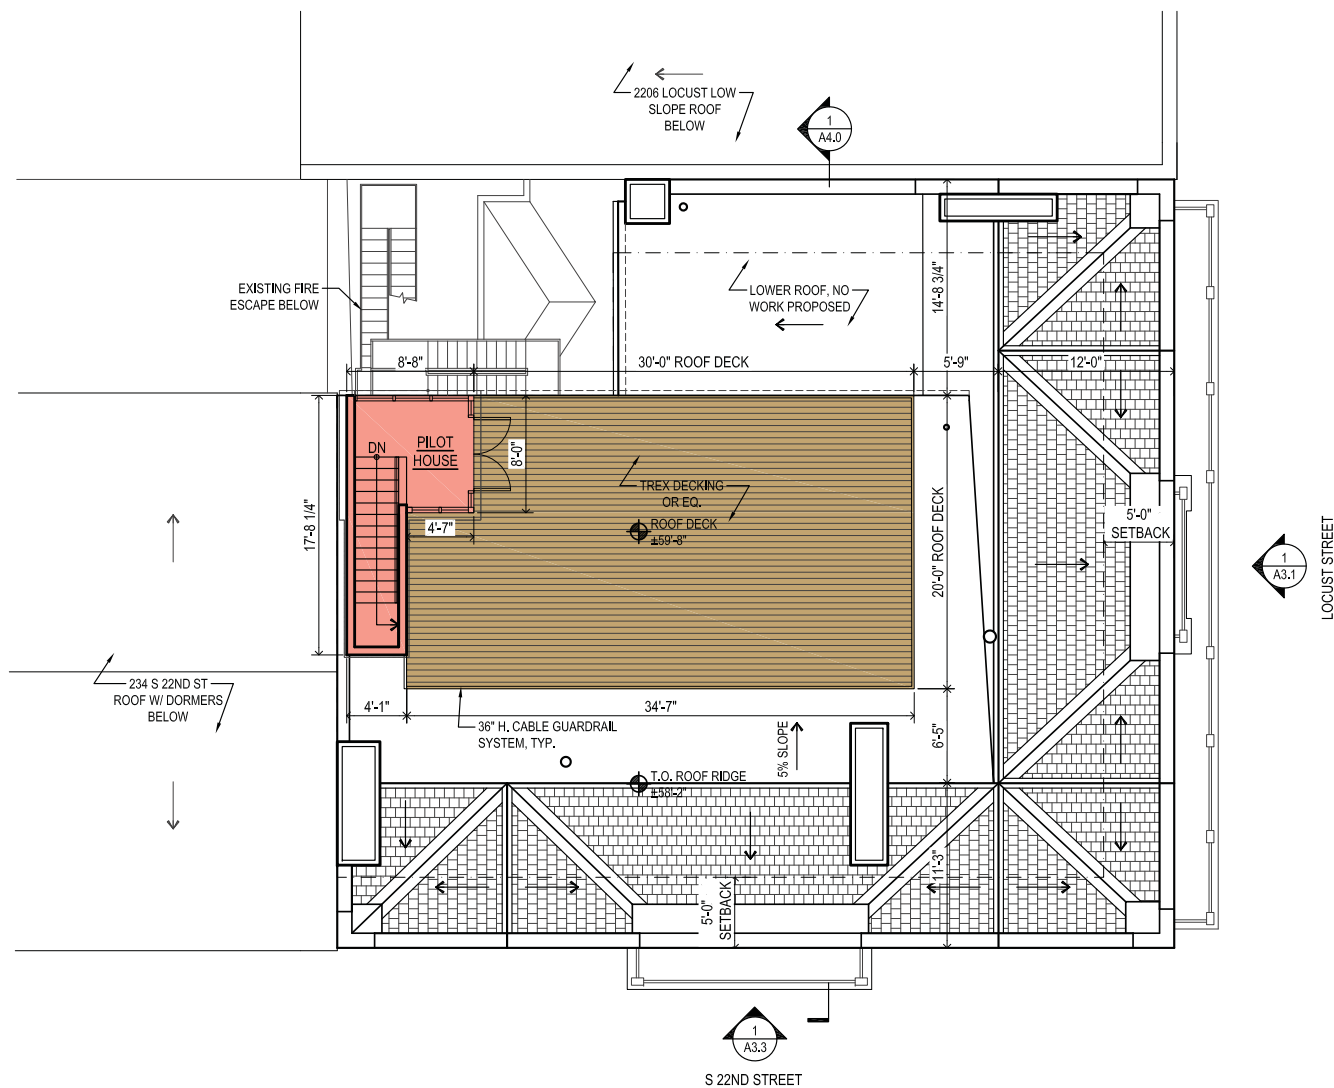 2206 LOCUST LOW
SLOPE ROOF
BELOW
1
A4.0
EXISTING FIRE
ESCAPE BELOW
LOWER ROOF, NO
WORK PROPOSED
14'-8 3/4"
8'-8"
30'-0" ROOF DECK
5'-9"
12'-0"
DN
PILOT
HOUSE
8'-0"
17'-8 1/4"
4'-7"
TREX DECKING
OR EQ.
ROOF DECK
±59'-8"
20'-0" ROOF DECK
5'-0"
SETBACK
1
A3.1
LOCUST STREET
234 S 22ND ST
ROOF W/ DORMERS
BELOW
4'-1"
34'-7"
36" H. CABLE GUARDRAIL
SYSTEM, TYP.
5% SLOPE
6'-5"
T.O. ROOF RIDGE
±58'-2"
11'-3"
5'-0"
SETBACK
1
A3.3
S 22ND STREET